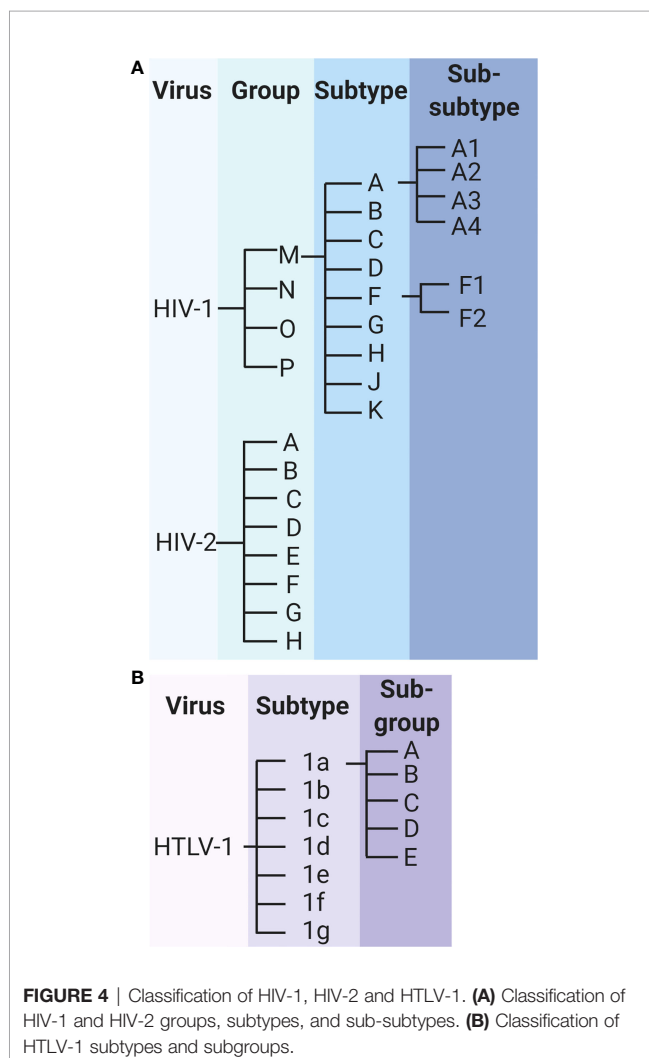 A
Virus Group Subtype Sub-
subtype
A1
A2
A3
A4
A
B
C
D
F
G
H
J
K
F1
F2
M
N
O
P
HIV-1
A
B
C
D
E
F
G
H
HIV-2
B
Virus Subtype Sub-
group
A
B
C
D
E
1a
1b
1c
1d
1e
1f
1g
HTLV-1
FIGURE 4 | Classification of HIV-1, HIV-2 and HTLV-1. (A) Classification of
HIV-1 and HIV-2 groups, subtypes, and sub-subtypes. (B) Classification of
HTLV-1 subtypes and subgroups.